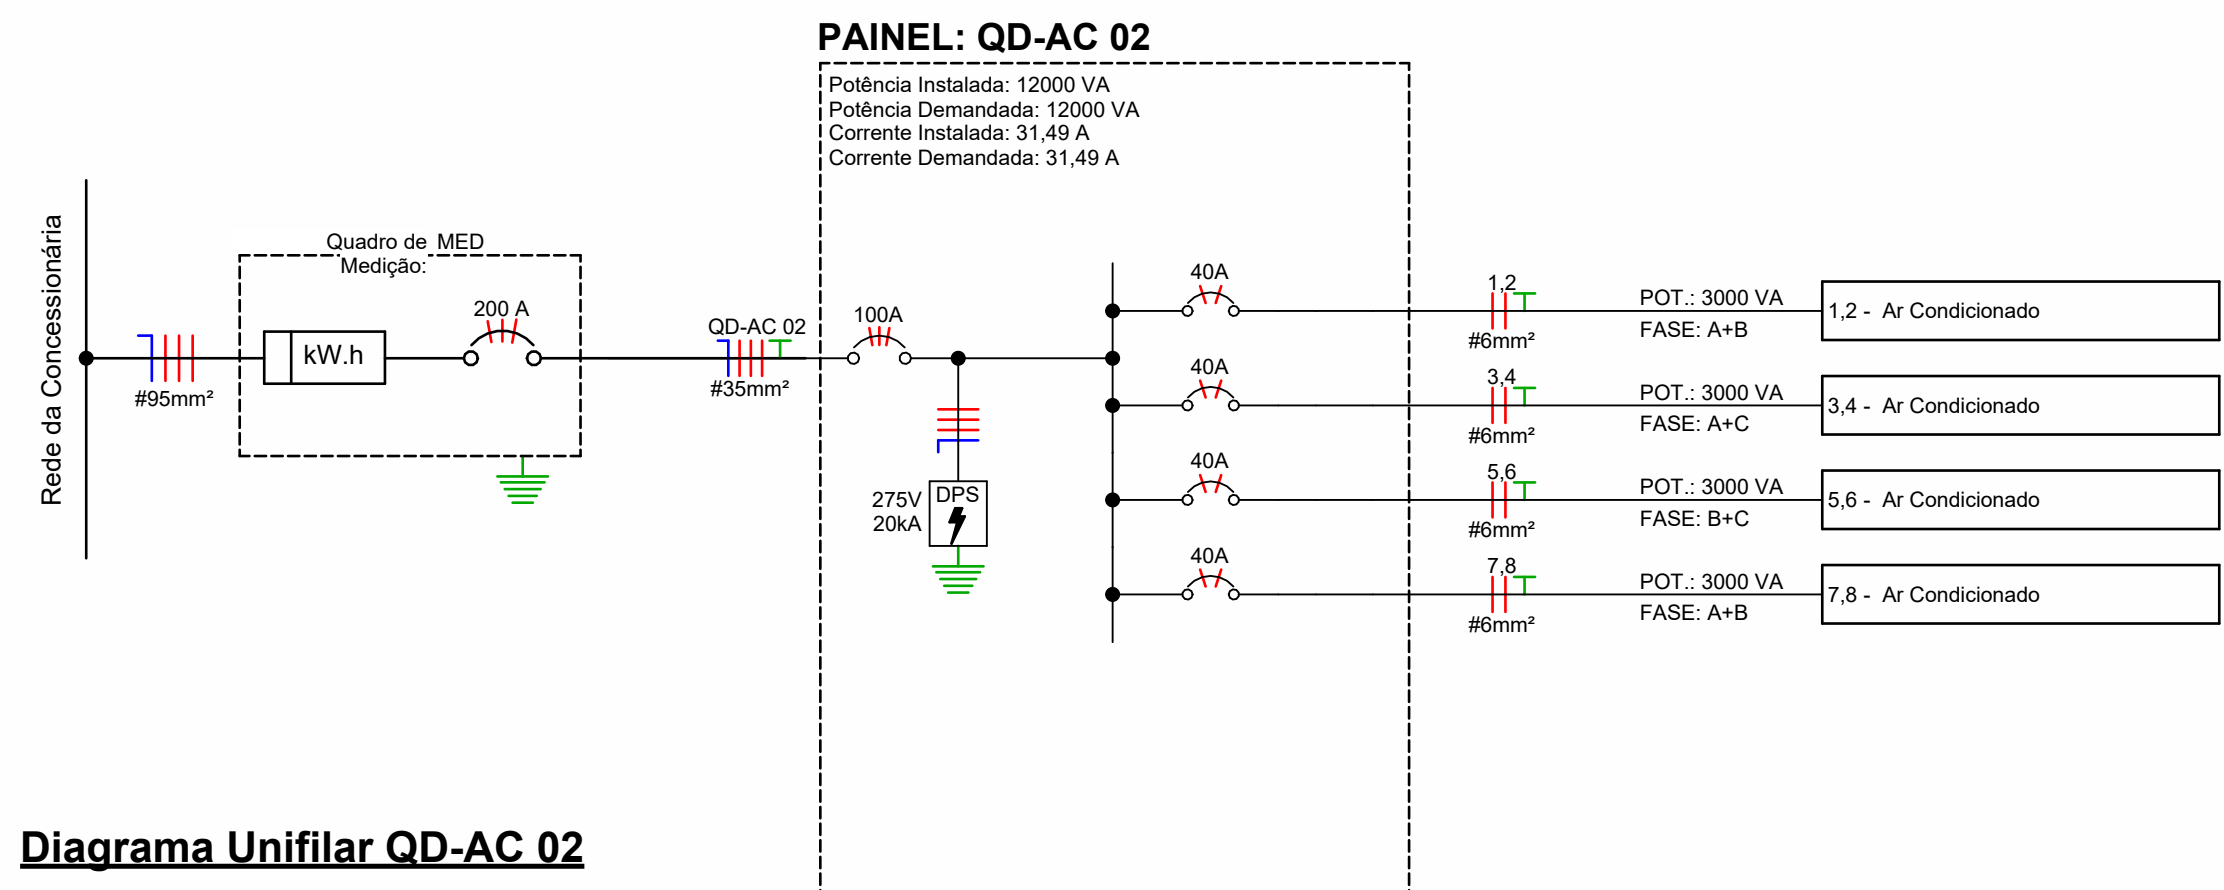 PAINEL: QD-AC 02
Potência Instalada: 12000 VA
Potência Demandada: 12000 VA
Corrente Instalada: 31,49 A
Corrente Demandada: 31,49 A
Rede da Concessionária
#95mm²
Quadro de MED
Medição:
kW.h
200 A
QD-AC 02
#35mm²
100A
275V
20kA
DPS
40A
1,2
#6mm²
POT.: 3000 VA
FASE: A+B
1,2 - Ar Condicionado
40A
3,4
#6mm²
POT.: 3000 VA
FASE: A+C
3,4 - Ar Condicionado
40A
5,6
#6mm²
POT.: 3000 VA
FASE: B+C
5,6 - Ar Condicionado
40A
7,8
#6mm²
POT.: 3000 VA
FASE: A+B
7,8 - Ar Condicionado
Diagrama Unifilar QD-AC 02